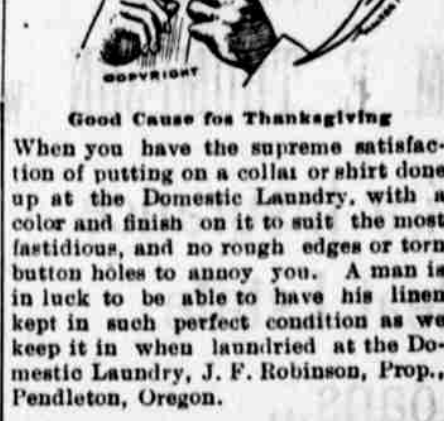 COPYRIGHT
Good Cause fos Thanksgiving
When you have the supreme satisfac-
tion of putting on a collar or shirt done
up at the Domestic Laundry, with a
color and finish on it to suit the most
fastidious, and no rough edges or torn
button holes to annoy you. A man is
in luck to be able to have his linen
kept in such perfect condition as we
keep it in when laundried at the Do-
mestic Laundry, J. F. Robinson, Prop.,
Pendleton, Oregon.